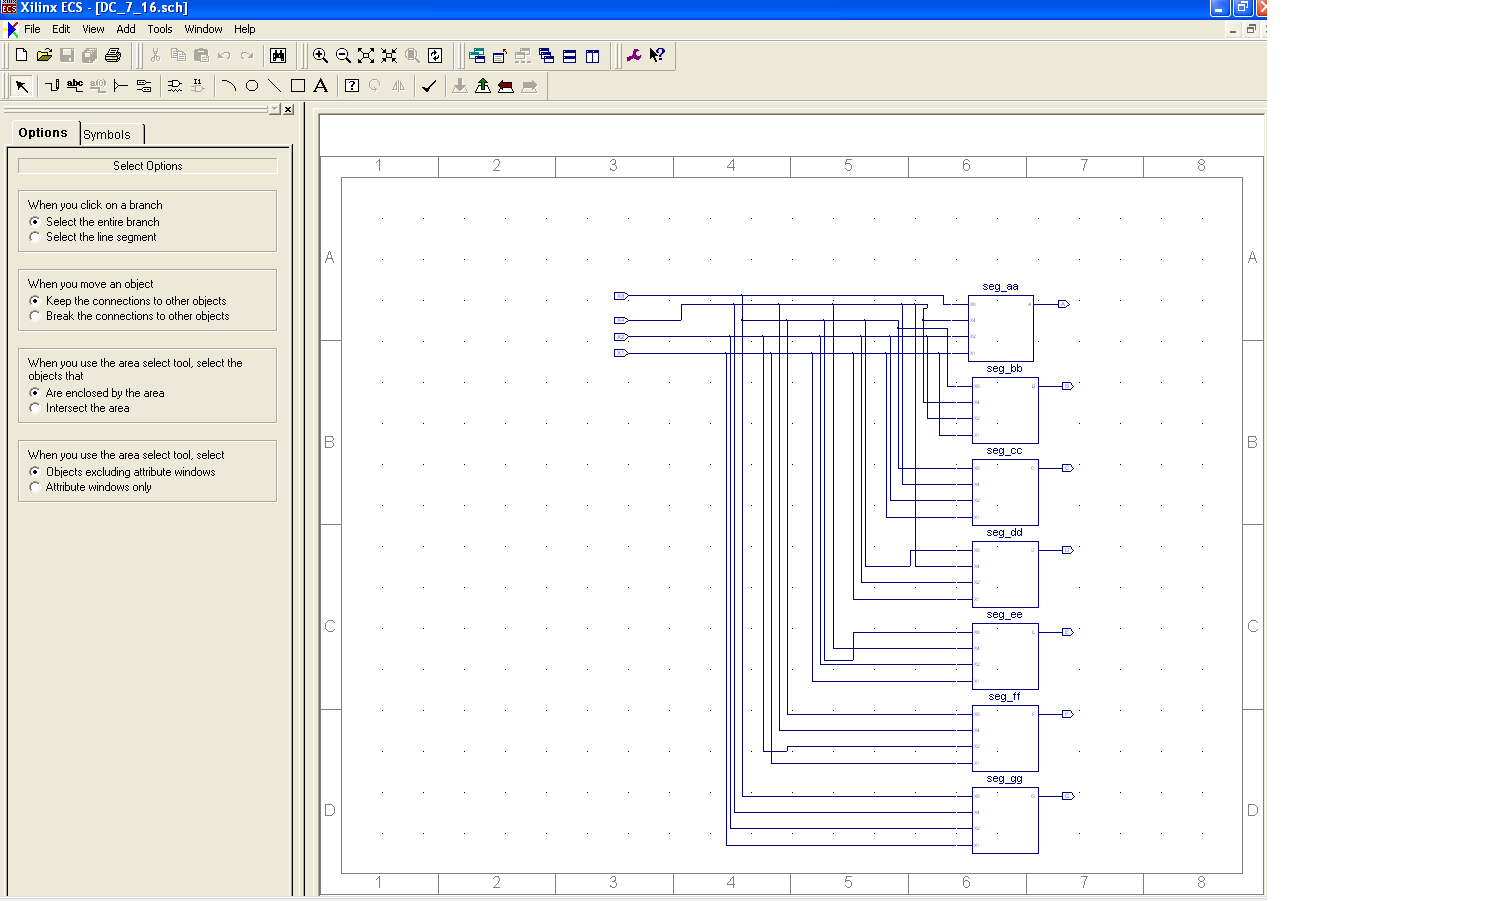 Xilinx ECS - [DC_7_16.sch]
File Edit View Add Tools Window Help
Options Symbols
Select Options
When you click on a branch
Select the entire branch
Select the line segment
When you move an object
Keep the connections to other objects
Break the connections to other objects
When you use the area select tool, select the
objects that
Are enclosed by the area
Intersect the area
When you use the area select tool, select
Objects excluding attribute windows
Attribute windows only
1 2 3 4 5 6 7 8
A A
seg_aa
seg_bb
B B
seg_cc
seg_dd
seg_ee
C C
seg_ff
seg_gg
D D
1 2 3 4 5 6 7 8